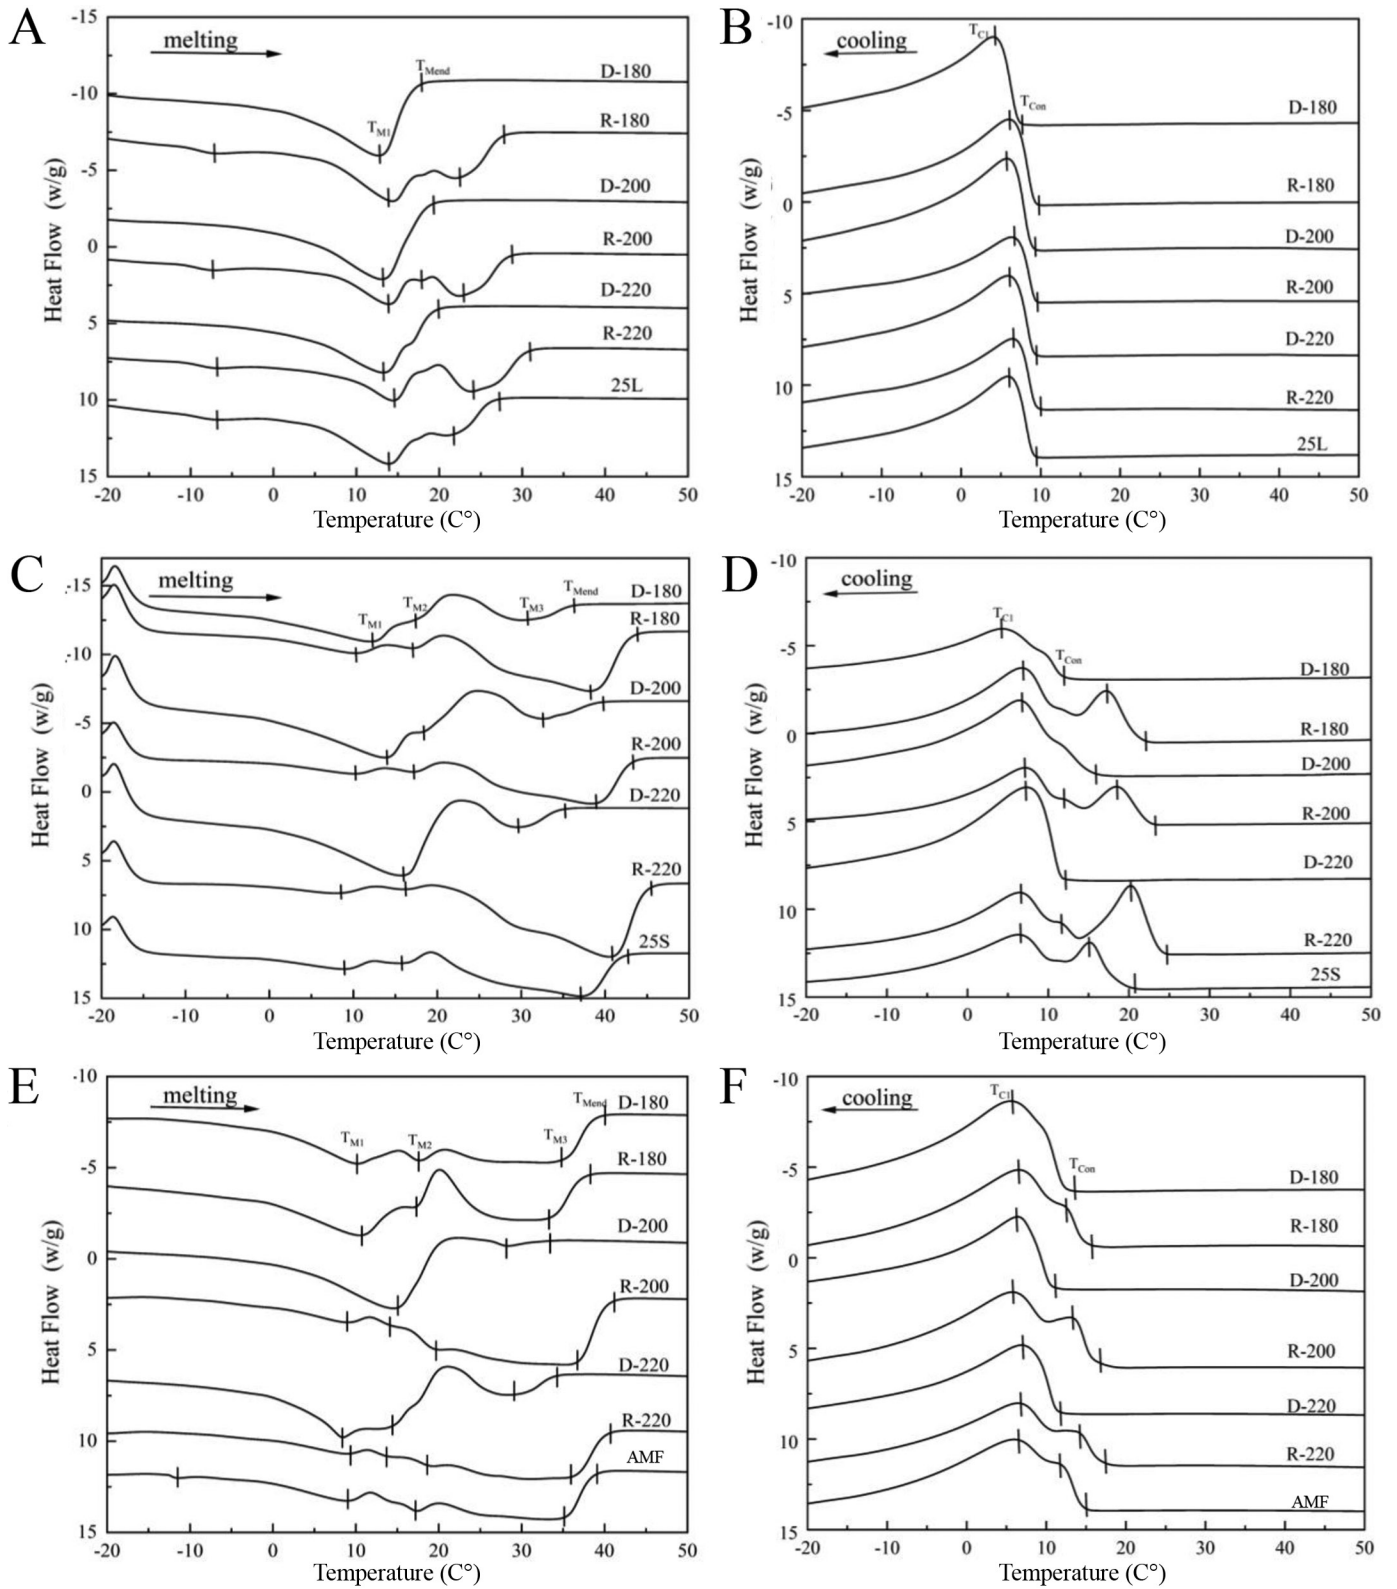 A
melting
T_Mend
T_M1
D-180
R-180
D-200
R-200
D-220
R-220
25L
-15
-10
-5
0
5
10
15
Heat Flow (w/g)
-20 -10 0 10 20 30 40 50
Temperature (C°)
B
cooling
T_C1
T_Con
D-180
R-180
D-200
R-200
D-220
R-220
25L
-10
-5
0
5
10
15
Heat Flow (w/g)
-20 -10 0 10 20 30 40 50
Temperature (C°)
C
melting
T_M1
T_M2
T_M3
T_Mend
D-180
R-180
D-200
R-200
D-220
R-220
25S
-15
-10
-5
0
5
10
15
Heat Flow (w/g)
-20 -10 0 10 20 30 40 50
Temperature (C°)
D
cooling
T_C1
T_Con
D-180
R-180
D-200
R-200
D-220
R-220
25S
-10
-5
0
5
10
15
Heat Flow (w/g)
-20 -10 0 10 20 30 40 50
Temperature (C°)
E
melting
T_M1
T_M2
T_M3
T_Mend
D-180
R-180
D-200
R-200
D-220
R-220
AMF
-10
-5
0
5
10
15
Heat Flow (w/g)
-20 -10 0 10 20 30 40 50
Temperature (C°)
F
cooling
T_C1
T_Con
D-180
R-180
D-200
R-200
D-220
R-220
AMF
-10
-5
0
5
10
15
Heat Flow (w/g)
-20 -10 0 10 20 30 40 50
Temperature (C°)